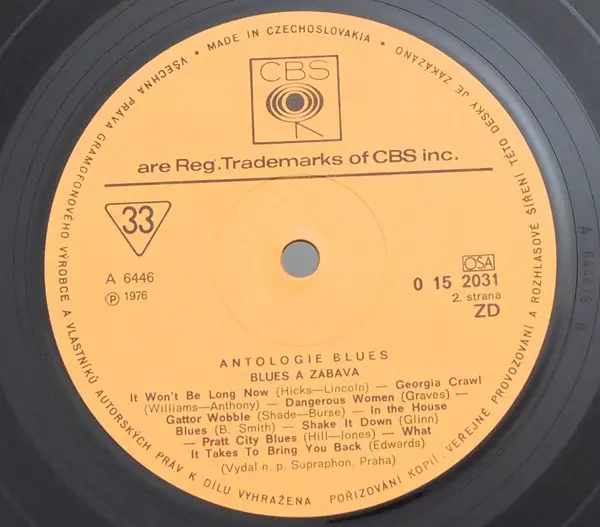 VŠECHNA PRÁVA GRAMOFONOVÉHO VÝROBCE A VLASTNÍKŮ AUTORSKÝCH PRÁV K DÍLU VYHRAŽENA
POŘIZOVÁNÍ KOPIÍ. VEŘEJNÉ PROVOZOVÁNÍ A ROZHLASOVÉ ŠÍŘENÍ TÉTO DESKY JE ZAKÁZÁNO
• MADE IN CZECHOSLOVAKIA •
CBS
are Reg. Trademarks of CBS inc.
33
A 6446
Ⓟ 1976
OSA
0 15 2031
2. strana
ZD
ANTOLOGIE BLUES
BLUES A ZÁBAVA
It Won't Be Long Now (Hicks—Lincoln) — Georgia Crawl
(Williams—Anthony) — Dangerous Women (Graves) —
Gattor Wobble (Shade—Burse) — In the House
Blues (B. Smith) — Shake It Down (Glinn)
— Pratt City Blues (Hill—Jones) — What
It Takes To Bring You Back (Edwards)
(Vydal n. p. Supraphon, Praha)